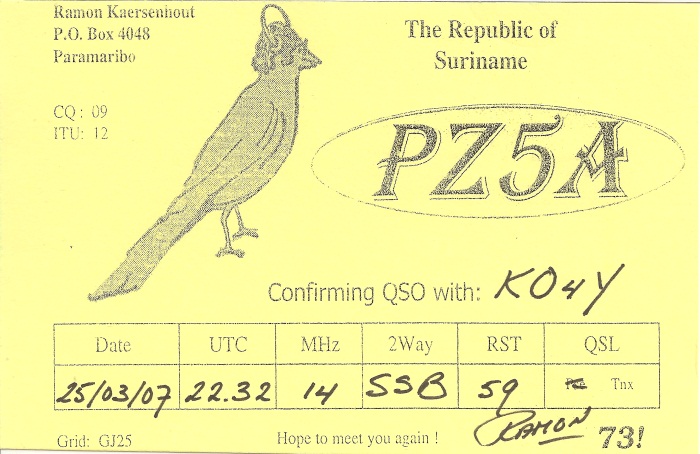 Ramon Kaersenhout
P.O. Box 4048
Paramaribo
CQ : 09
ITU: 12
The Republic of
Suriname
PZ5A
Confirming QSO with: KO4Y
Date UTC MHz 2Way RST QSL
25/03/07 22.32 14 SSB 59 Tnx
Grid: GJ25 Hope to meet you again ! RAMON 73!